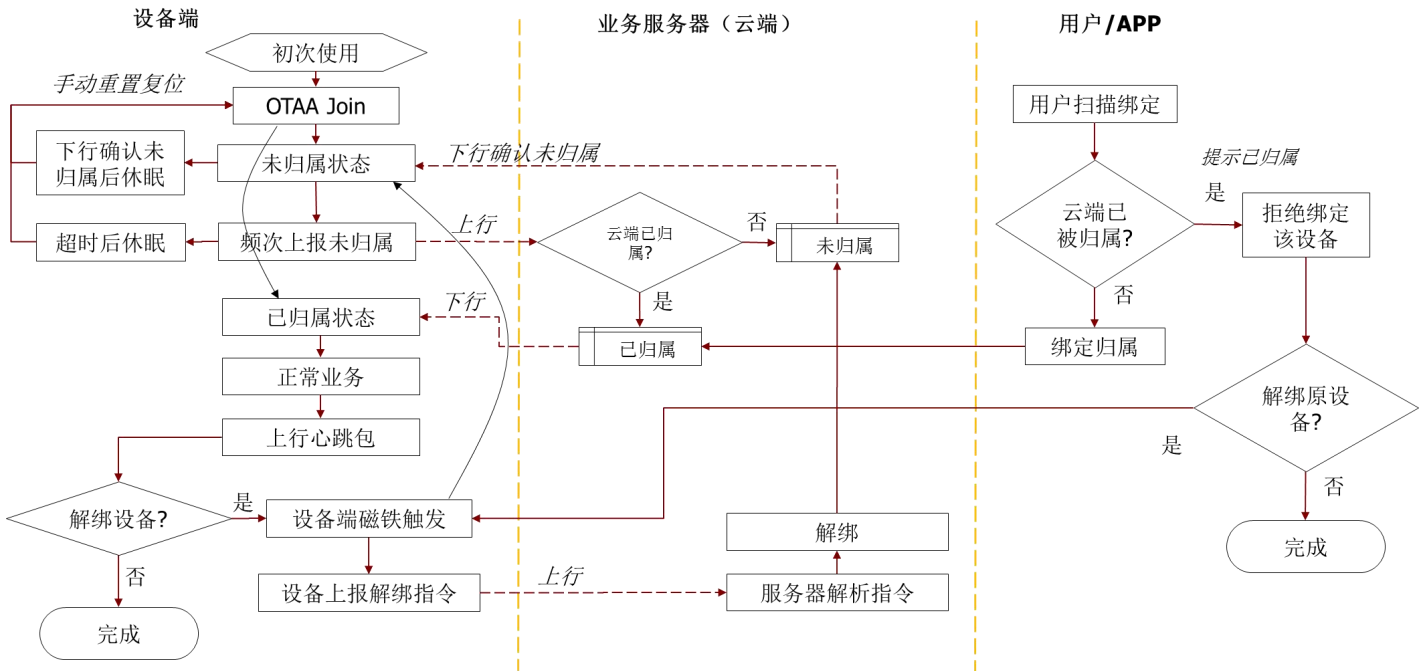 设备端
业务服务器（云端）
用户/APP
初次使用
手动重置复位
OTAA Join
用户扫描绑定
下行确认未
归属后休眠
未归属状态
下行确认未归属
提示已归属
是
超时后休眠
频次上报未归属
上行
云端已归
属?
否
未归属
云端已
被归属?
拒绝绑定
该设备
已归属状态
下行
是
否
已归属
绑定归属
正常业务
上行心跳包
解绑原设
备?
是
否
解绑设备?
是
设备端磁铁触发
解绑
完成
否
设备上报解绑指令
上行
服务器解析指令
完成